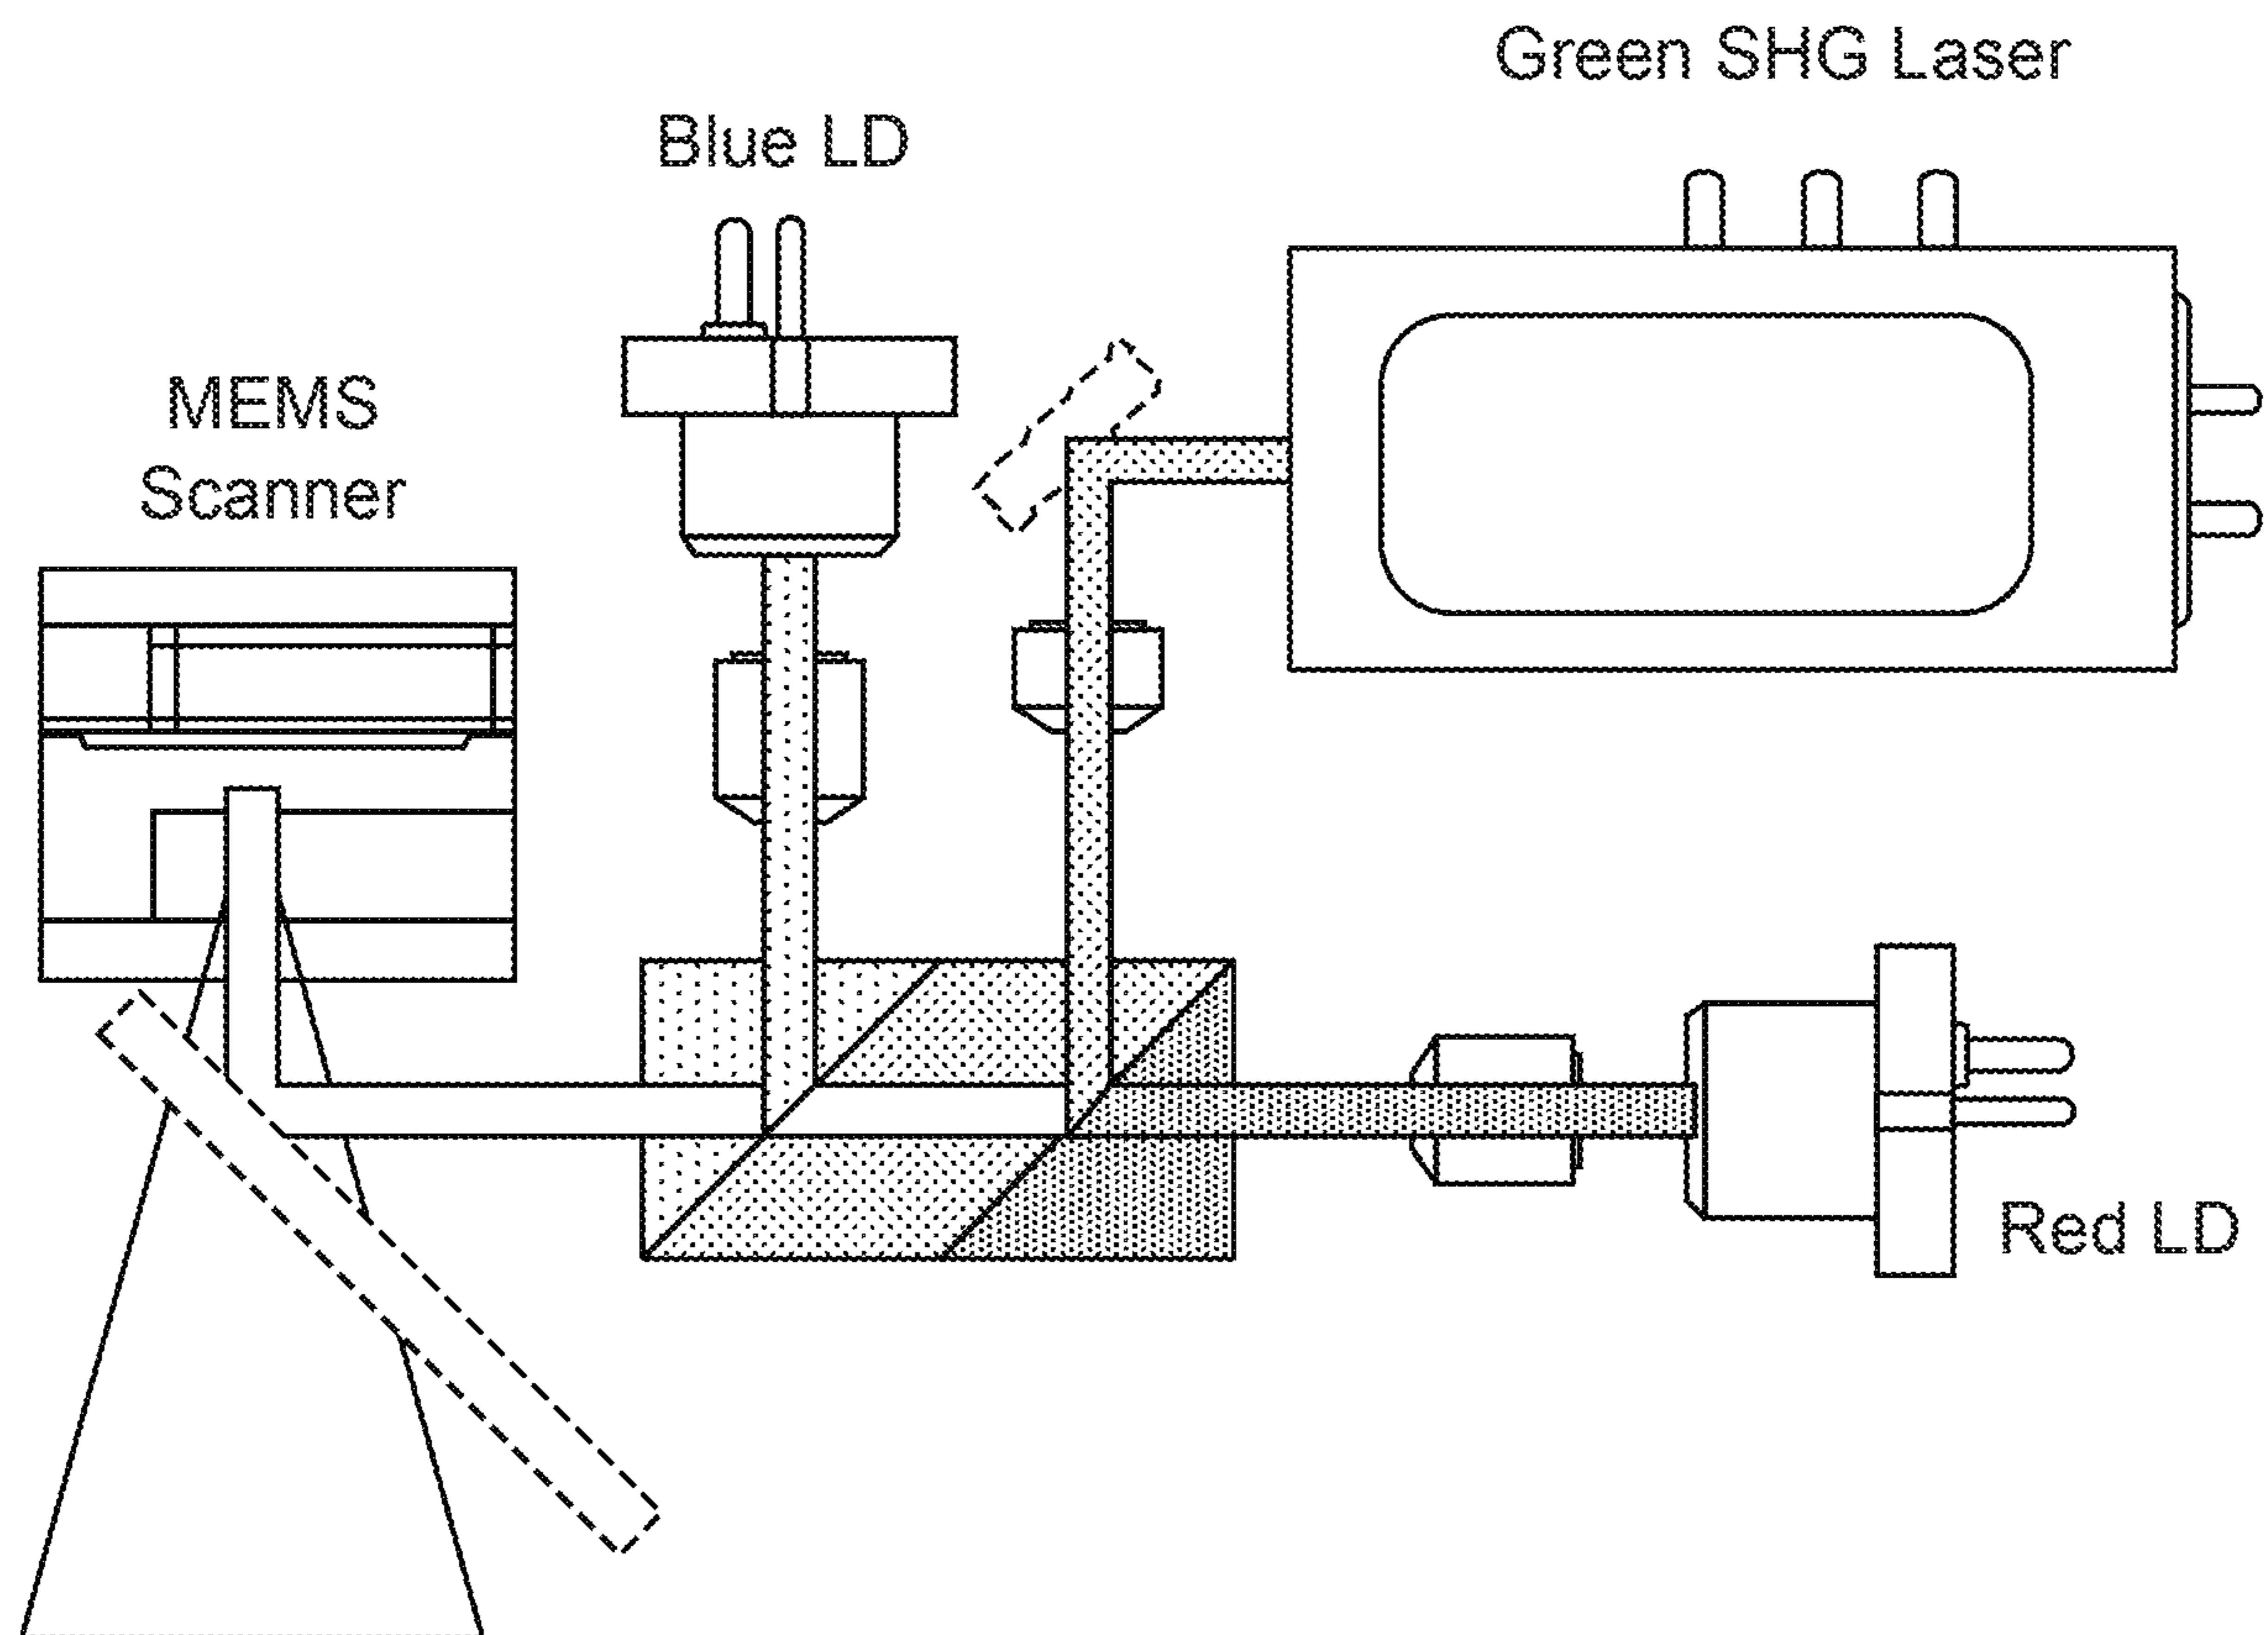 Green SHG Laser
Blue LD
MEMS
Scanner
Red LD